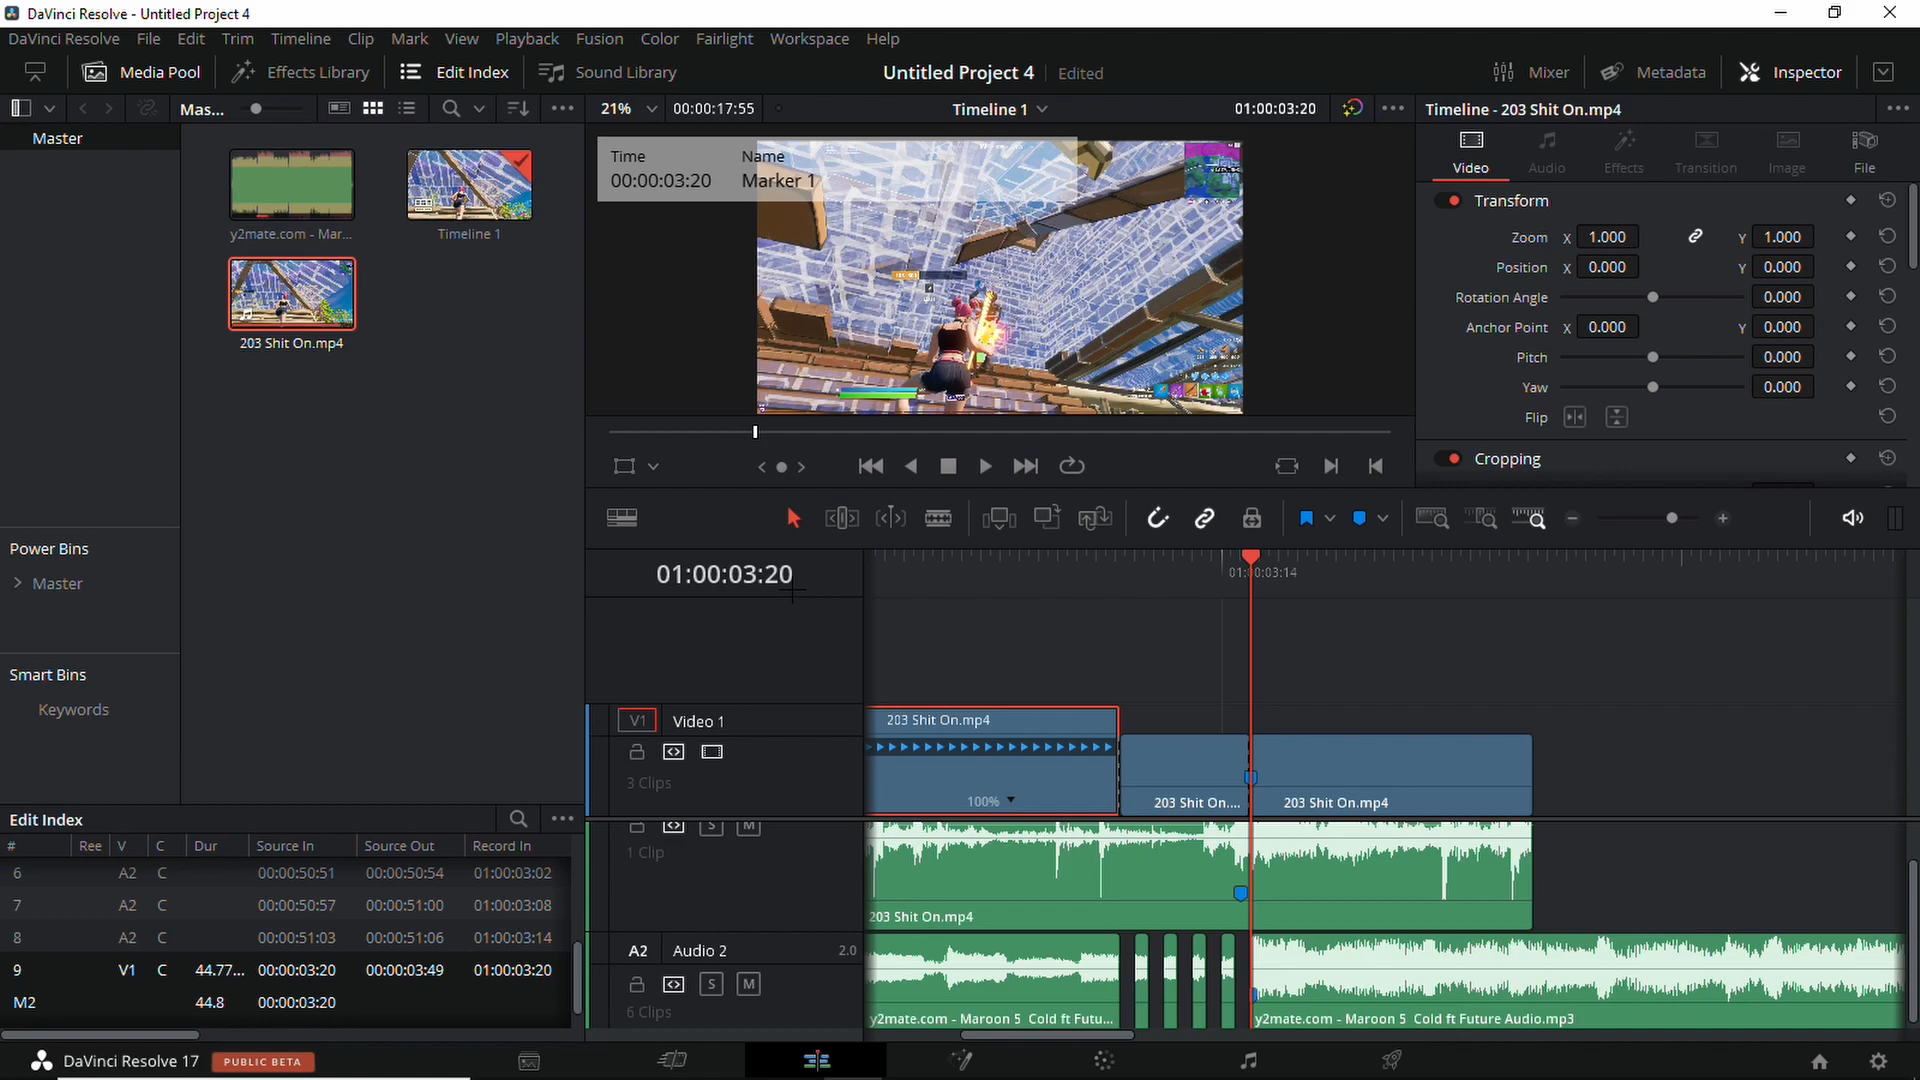 DaVinci Resolve - Untitled Project 4
DaVinci Resolve File Edit Trim Timeline Clip Mark View Playback Fusion Color Fairlight Workspace Help
Media Pool Effects Library Edit Index Sound Library Untitled Project 4 Edited Mixer Metadata Inspector
Mas... 21% 00:00:17:55 Timeline 1 01:00:03:20 Timeline - 203 Shit On.mp4
Master
Time Name
00:00:03:20 Marker 1
y2mate.com - Mar...
Timeline 1
203 Shit On.mp4
Video Audio Effects Transition Image File
Transform
Zoom X 1.000 Y 1.000
Position X 0.000 Y 0.000
Rotation Angle 0.000
Anchor Point X 0.000 Y 0.000
Pitch 0.000
Yaw 0.000
Flip
Cropping
Power Bins
Master
Smart Bins
Keywords
01:00:03:20
01:00:03:14
V1 Video 1
3 Clips
203 Shit On.mp4
100%
203 Shit On....
203 Shit On.mp4
S M
1 Clip
203 Shit On.mp4
A2 Audio 2 2.0
S M
6 Clips
y2mate.com - Maroon 5 Cold ft Futu...
y2mate.com - Maroon 5 Cold ft Future Audio.mp3
Edit Index
# Ree V C Dur Source In Source Out Record In
6 A2 C 00:00:50:51 00:00:50:54 01:00:03:02
7 A2 C 00:00:50:57 00:00:51:00 01:00:03:08
8 A2 C 00:00:51:03 00:00:51:06 01:00:03:14
9 V1 C 44.77... 00:00:03:20 00:00:03:49 01:00:03:20
M2 44.8 00:00:03:20
DaVinci Resolve 17 PUBLIC BETA